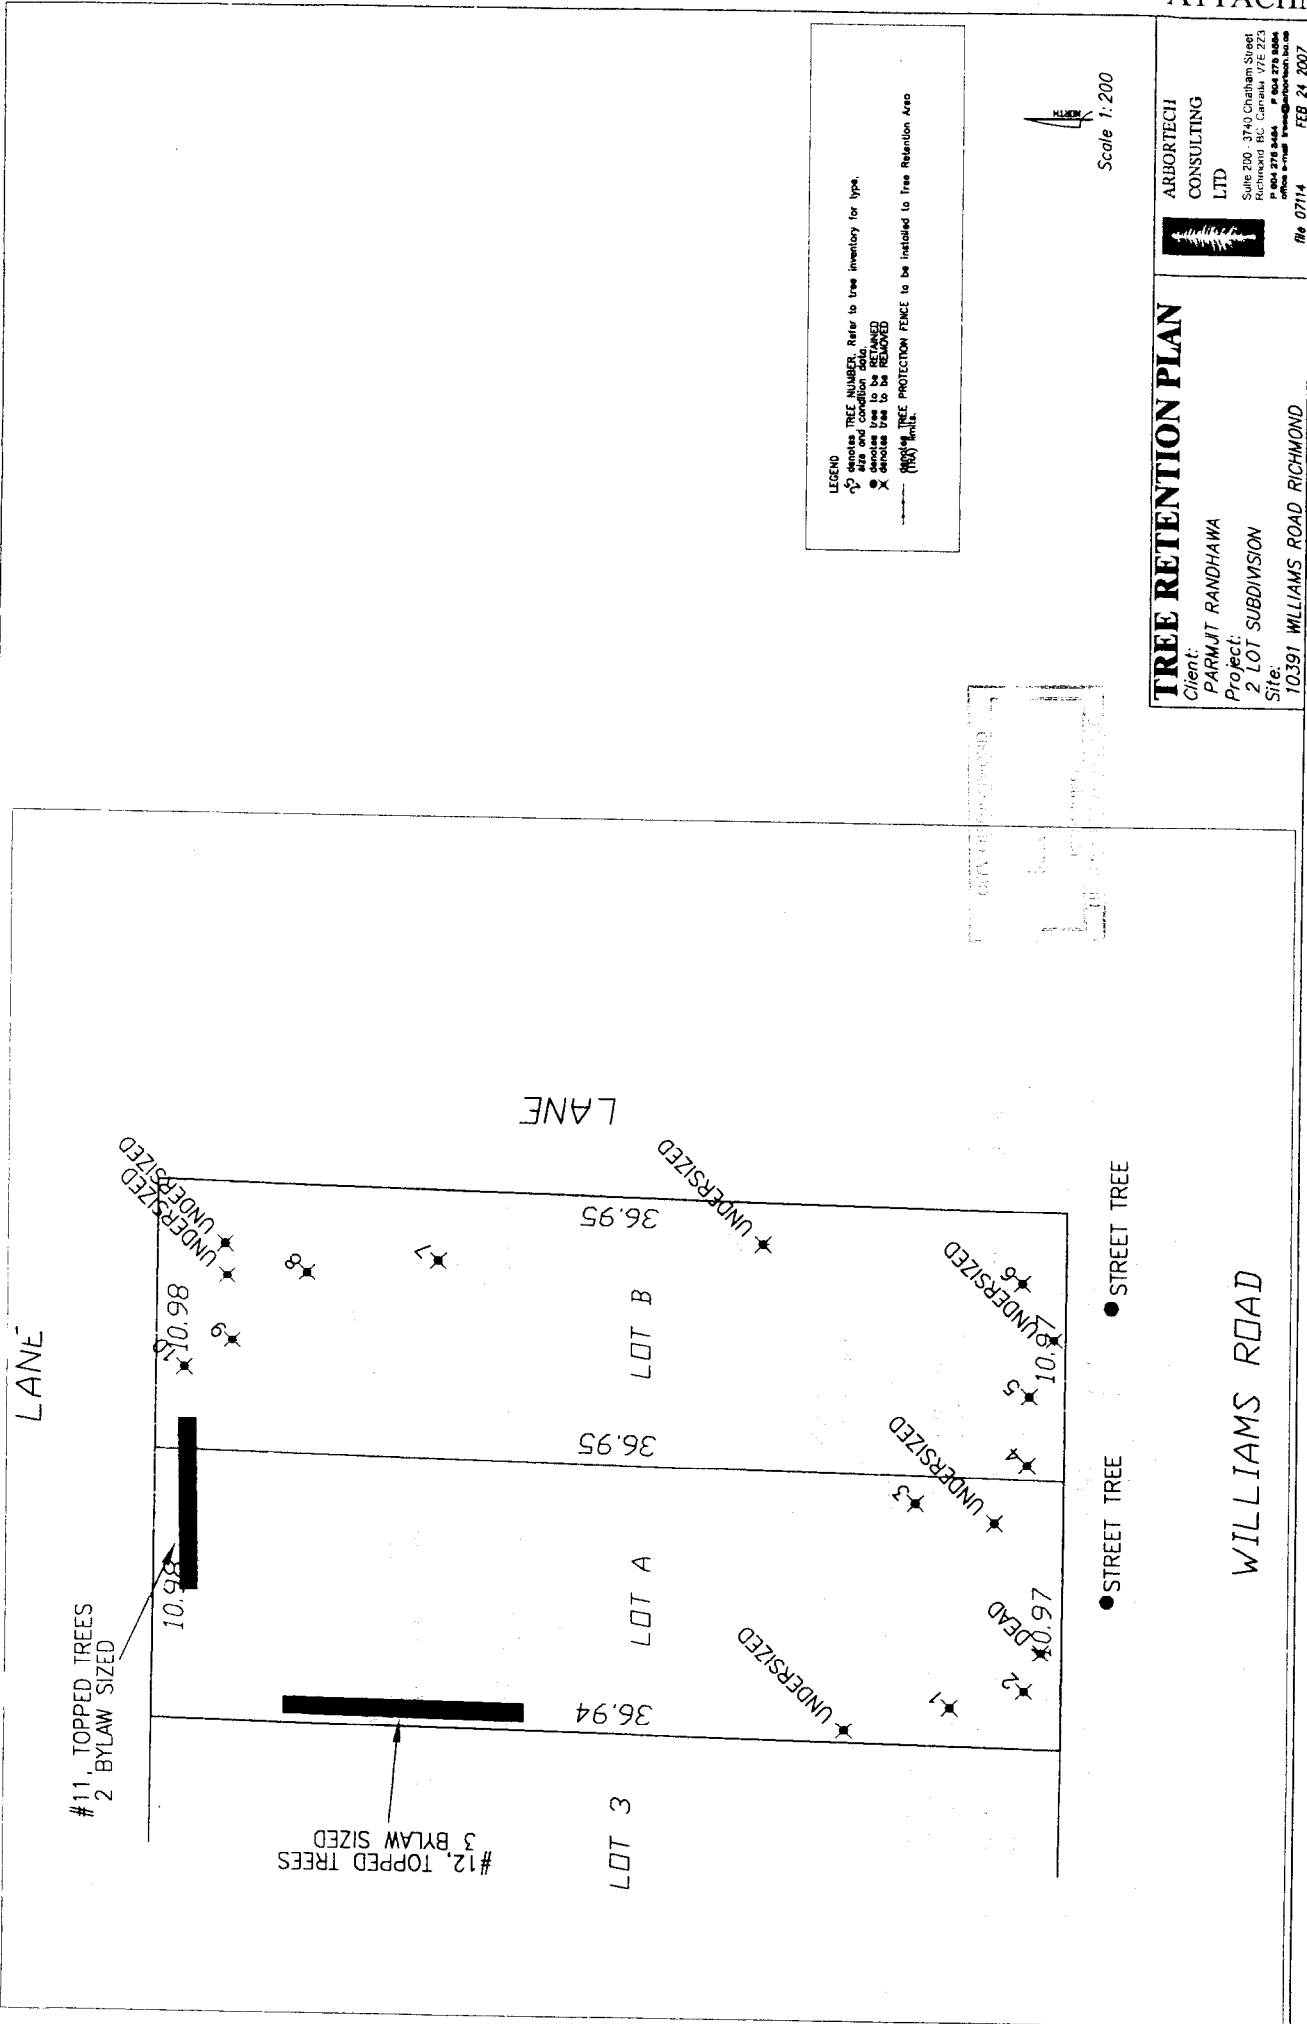 ATTACH
LANE
#11, TOPPED TREES
2 BYLAW SIZED
10.98
10.98
10
9
UNDERSIZED
UNDERSIZED
8
7
#12, TOPPED TREES
3 BYLAW SIZED
36.94
36.95
36.95
LOT 3
LOT A
LOT B
LANE
UNDERSIZED
UNDERSIZED
UNDERSIZED
UNDERSIZED
1
2
DEAD
3
4
5
6
10.97
10.97
STREET TREE
STREET TREE
WILLIAMS ROAD
LEGEND
denotes TREE NUMBER. Refer to tree inventory for type,
size and condition data.
denotes tree to be RETAINED
denotes tree to be REMOVED
denotes TREE PROTECTION FENCE to be installed to Tree Retention Area
(TRA) limits.
NORTH
Scale 1:200
TREE RETENTION PLAN
Client:
PARMJIT RANDHAWA
Project:
2 LOT SUBDIVISION
Site:
10391 WILLIAMS ROAD RICHMOND
ARBORTECH
CONSULTING
LTD
Suite 200 - 3740 Chatham Street
Richmond BC Canada V7E 2Z3
P 604 275 3484
file 07114 FEB 24 2007